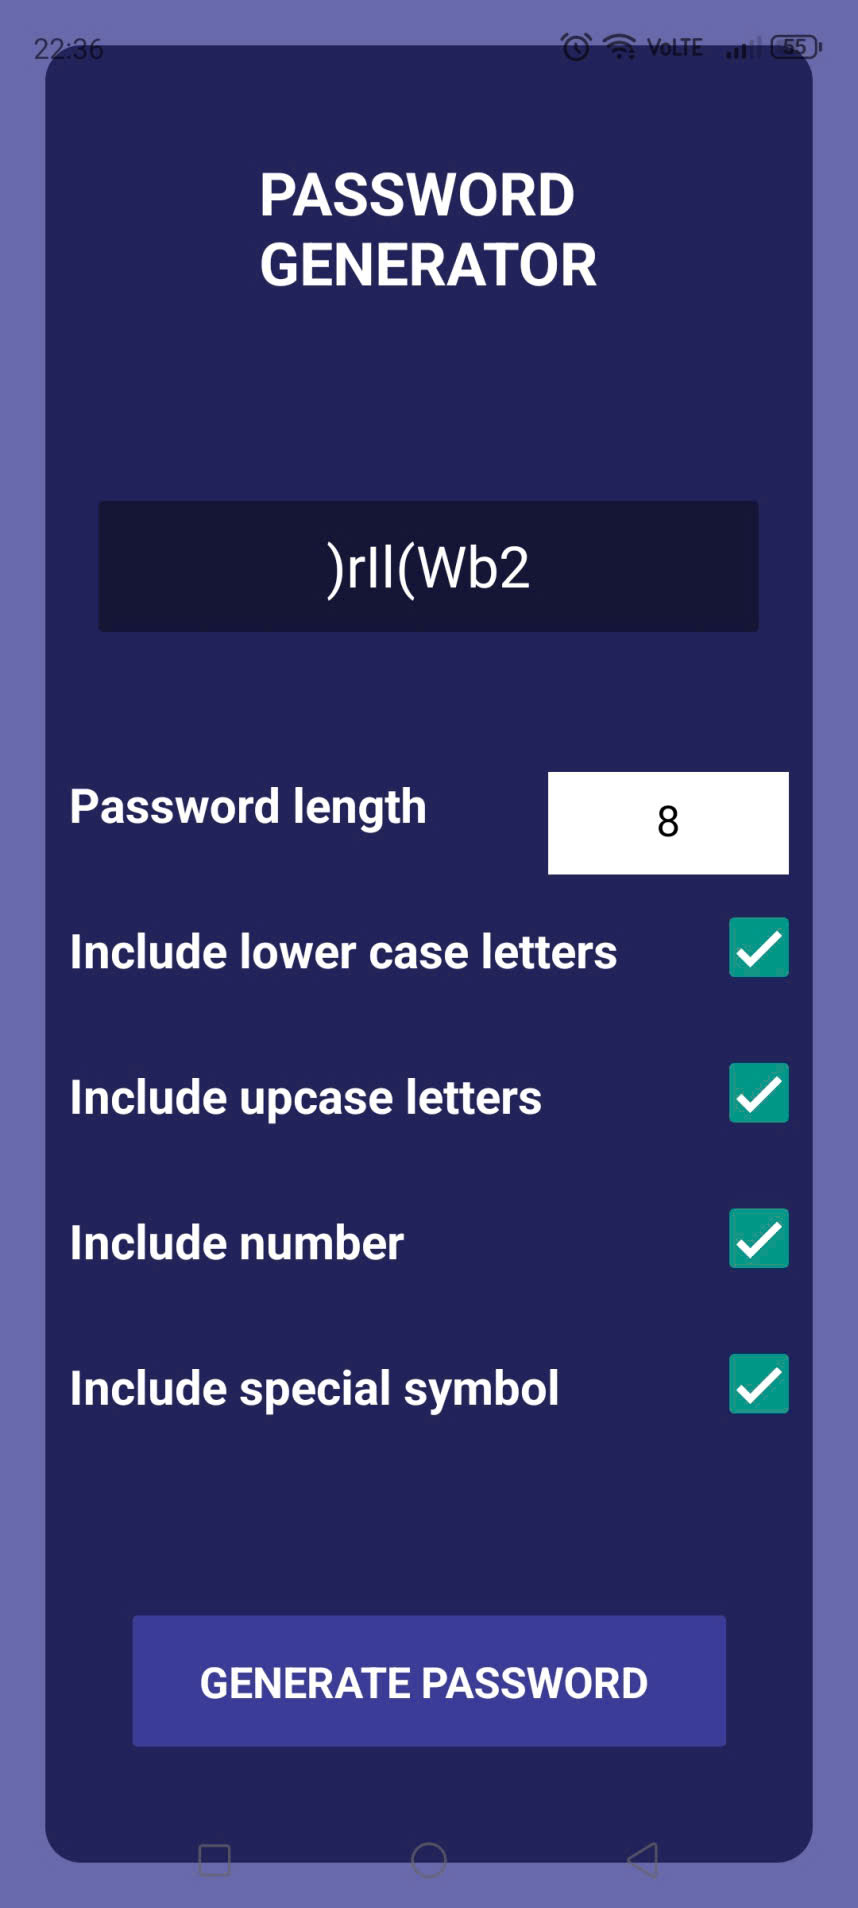 22:36 VoLTE 55
PASSWORD
GENERATOR
)rIl(Wb2
Password length 8
Include lower case letters
Include upcase letters
Include number
Include special symbol
GENERATE PASSWORD